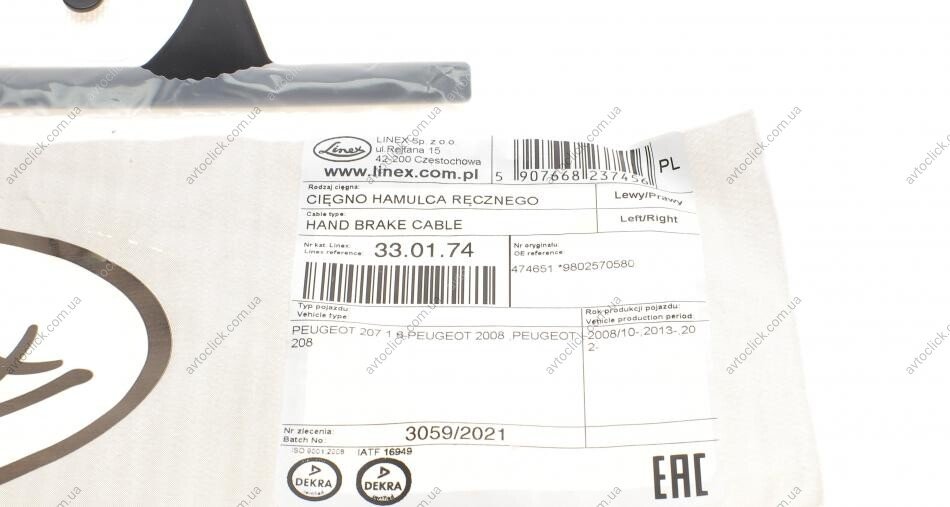 Linex
LINEX Sp. z o o
ul.Rejtana 15
42-200 Częstochowa
www.linex.com.pl
5 907668 237456
PL
Rodzaj cięgna:
CIĘGNO HAMULCA RĘCZNEGO
Lewy/Prawy
Cable type:
HAND BRAKE CABLE
Left/Right
Nr kat. Linex:
Linex reference:
33.01.74
Nr oryginału
OE reference
474651 *9802570580
Typ pojazdu
Vehicle type
Rok produkcji pojazdu:
Vehicle production period:
PEUGEOT 207 1.6 PEUGEOT 2008 ,PEUGEOT
208
2008/10-,2013-,20
2-
Nr zlecenia:
Batch No:
3059/2021
ISO 9001:2008
IATF 16949
DEKRA
DEKRA
EAC
avtoclick.com.ua